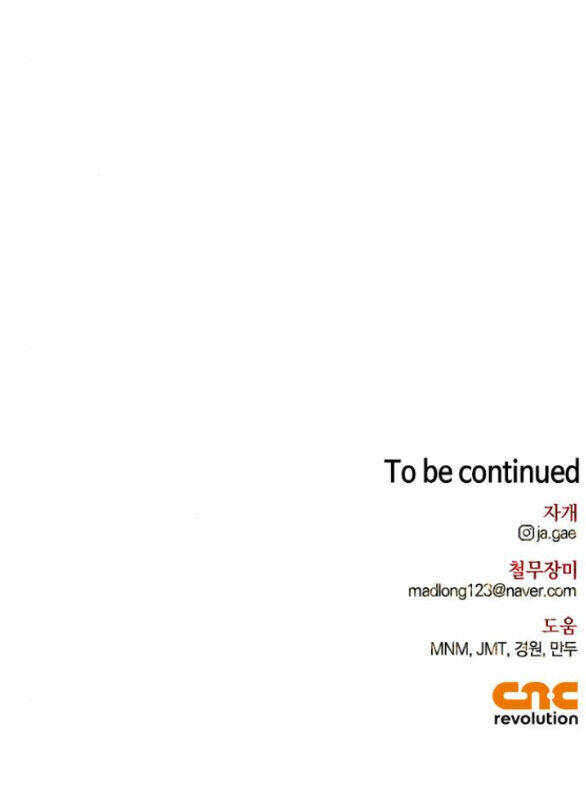 To be continued
자개
ja.gae
철무장미
madlong123@naver.com
도움
MNM, JMT, 경원, 만두
cnc
revolution